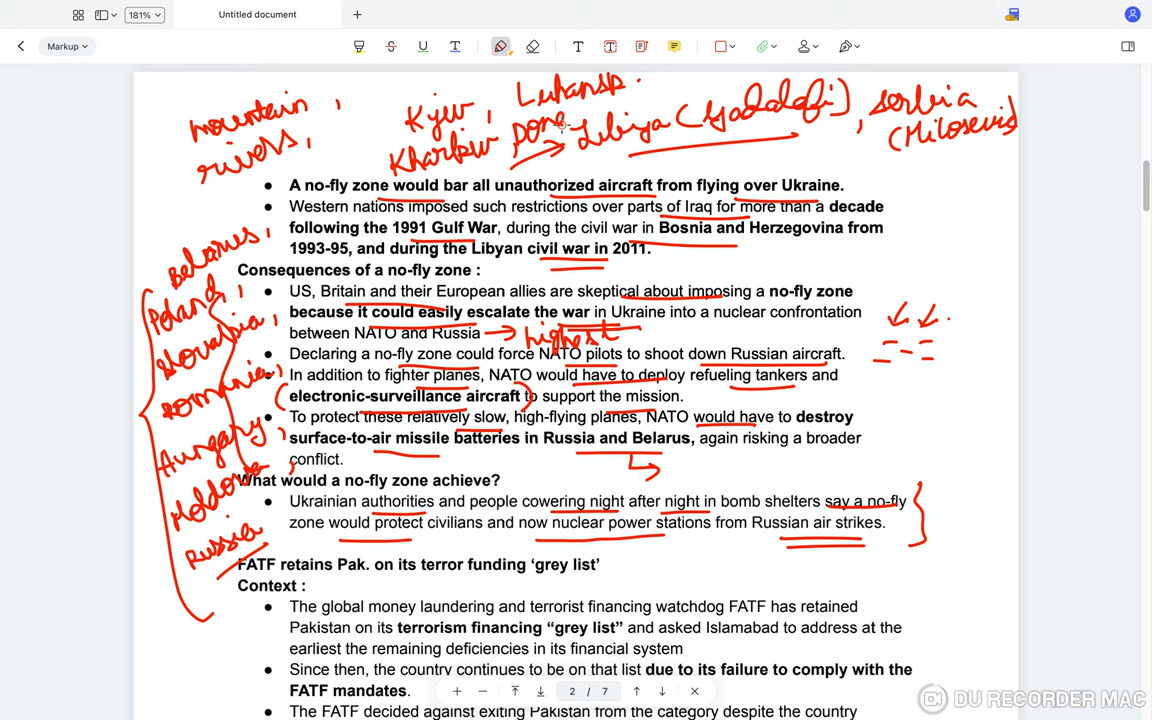 181%
Untitled document
Markup
mountain,
rivers,
Kyiv,
Kharkiv
Luhansk.
Done
Libiya (Gaddafi), serbia
(Milosevis)
A no-fly zone would bar all unauthorized aircraft from flying over Ukraine.
Western nations imposed such restrictions over parts of Iraq for more than a decade
following the 1991 Gulf War, during the civil war in Bosnia and Herzegovina from
1993-95, and during the Libyan civil war in 2011.
Consequences of a no-fly zone :
US, Britain and their European allies are skeptical about imposing a no-fly zone
because it could easily escalate the war in Ukraine into a nuclear confrontation
between NATO and Russia
highest
Declaring a no-fly zone could force NATO pilots to shoot down Russian aircraft.
In addition to fighter planes, NATO would have to deploy refueling tankers and
electronic-surveillance aircraft to support the mission.
To protect these relatively slow, high-flying planes, NATO would have to destroy
surface-to-air missile batteries in Russia and Belarus, again risking a broader
conflict.
Belarus,
Poland,
Slovakia,
Romania,
Hungary,
Moldova,
Russia
What would a no-fly zone achieve?
Ukrainian authorities and people cowering night after night in bomb shelters say a no-fly
zone would protect civilians and now nuclear power stations from Russian air strikes.
FATF retains Pak. on its terror funding ‘grey list’
Context :
The global money laundering and terrorist financing watchdog FATF has retained
Pakistan on its terrorism financing “grey list” and asked Islamabad to address at the
earliest the remaining deficiencies in its financial system
Since then, the country continues to be on that list due to its failure to comply with the
FATF mandates.
The FATF decided against exiting Pakistan from the category despite the country
2 / 7
DU RECORDER MAC